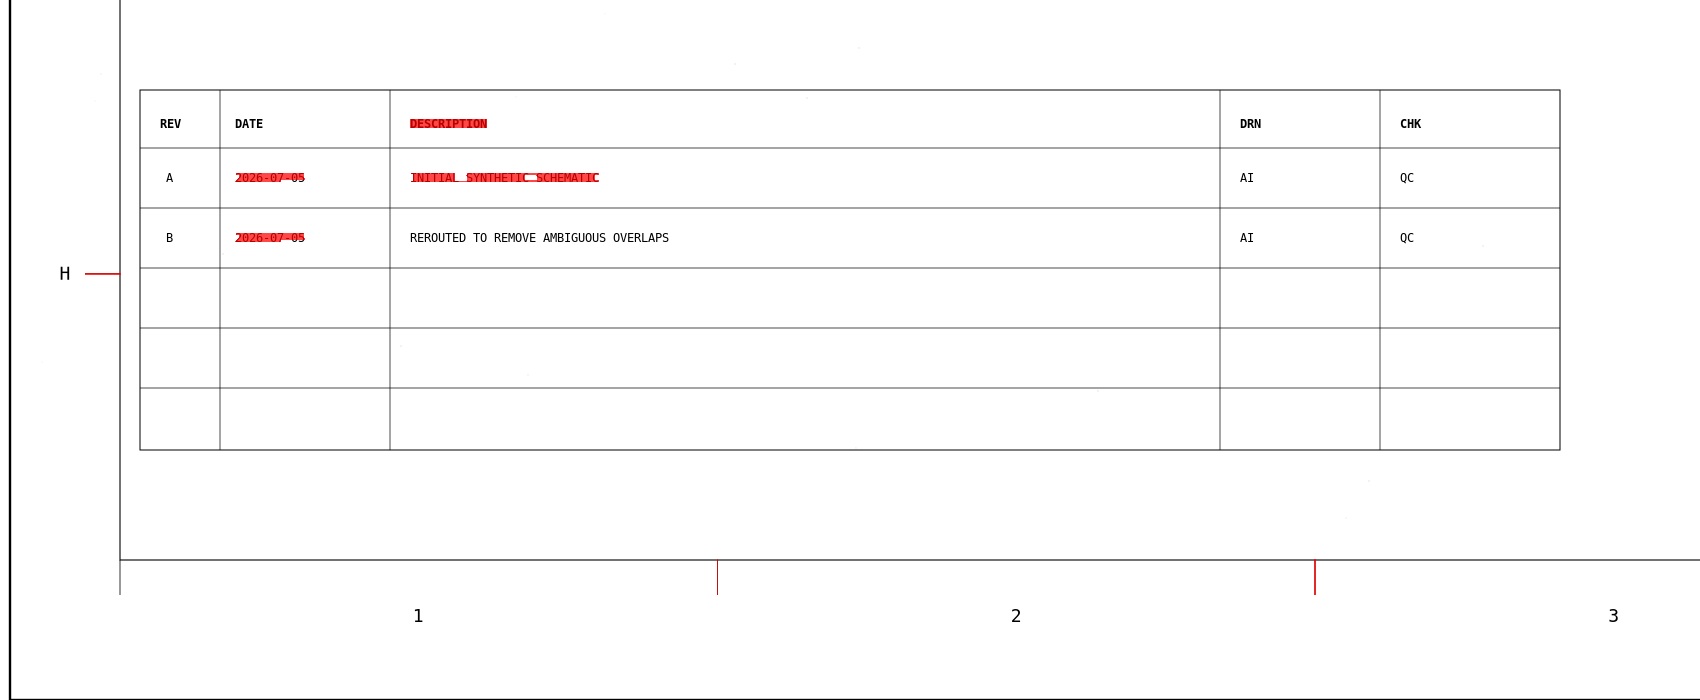 REV DATE DESCRIPTION DRN CHK
A 2026-07-05 INITIAL SYNTHETIC SCHEMATIC AI QC
B 2026-07-05 REROUTED TO REMOVE AMBIGUOUS OVERLAPS AI QC
H
1 2 3